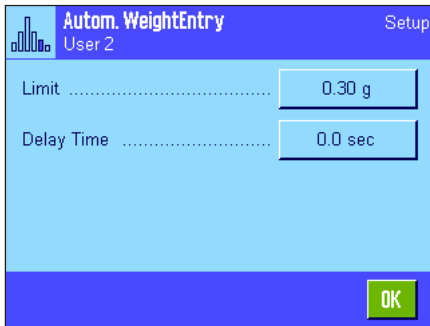 Autom. WeightEntry
Setup
User 2
Limit .................................... 0.30 g
Delay Time .......................... 0.0 sec
OK